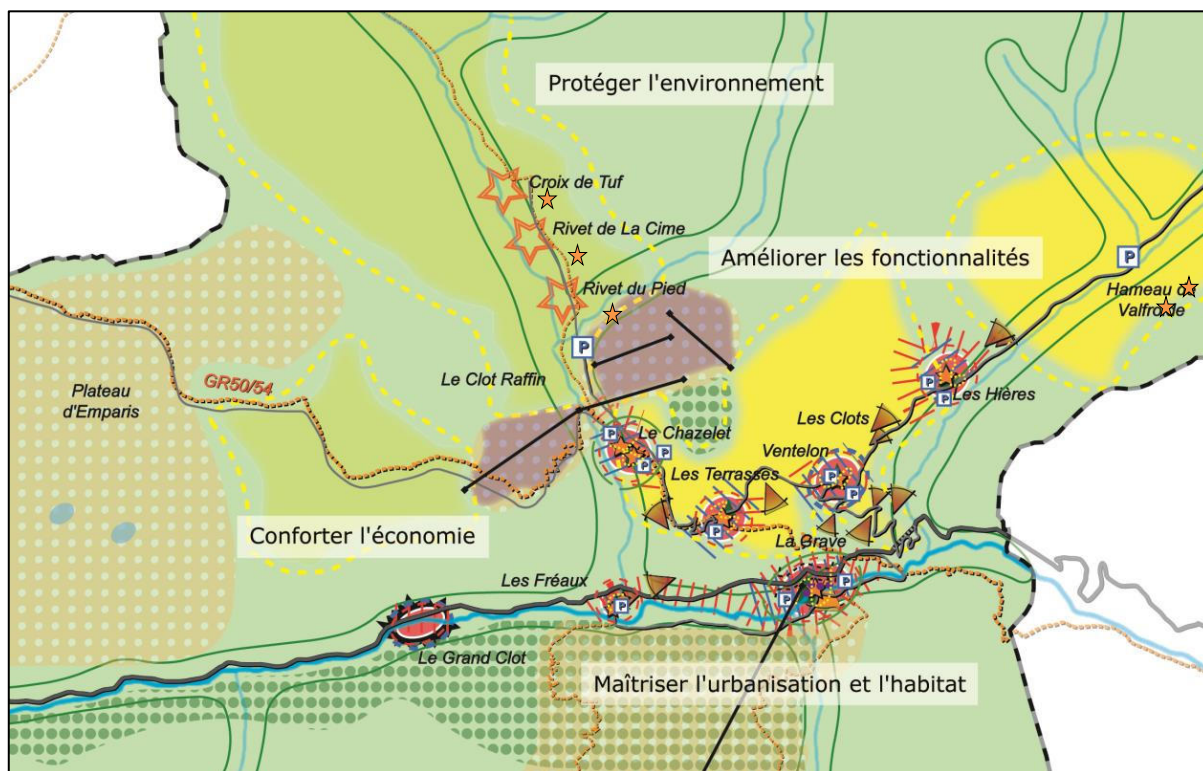 Protéger l'environnement
Croix de Tuf
Rivet de La Cime
Améliorer les fonctionnalités
Rivet du Pied
P
Hameau de
Valfroide
P
GR50/54
Le Clot Raffin
Plateau
d'Emparis
P
P
Les Hières
Les Clots
P
Le Chazelet
P
P
Ventelon
Les Terrasses
P
P
P
Conforter l'économie
La Grave
Les Fréaux
P
P
P
Le Grand Clot
Maîtriser l'urbanisation et l'habitat